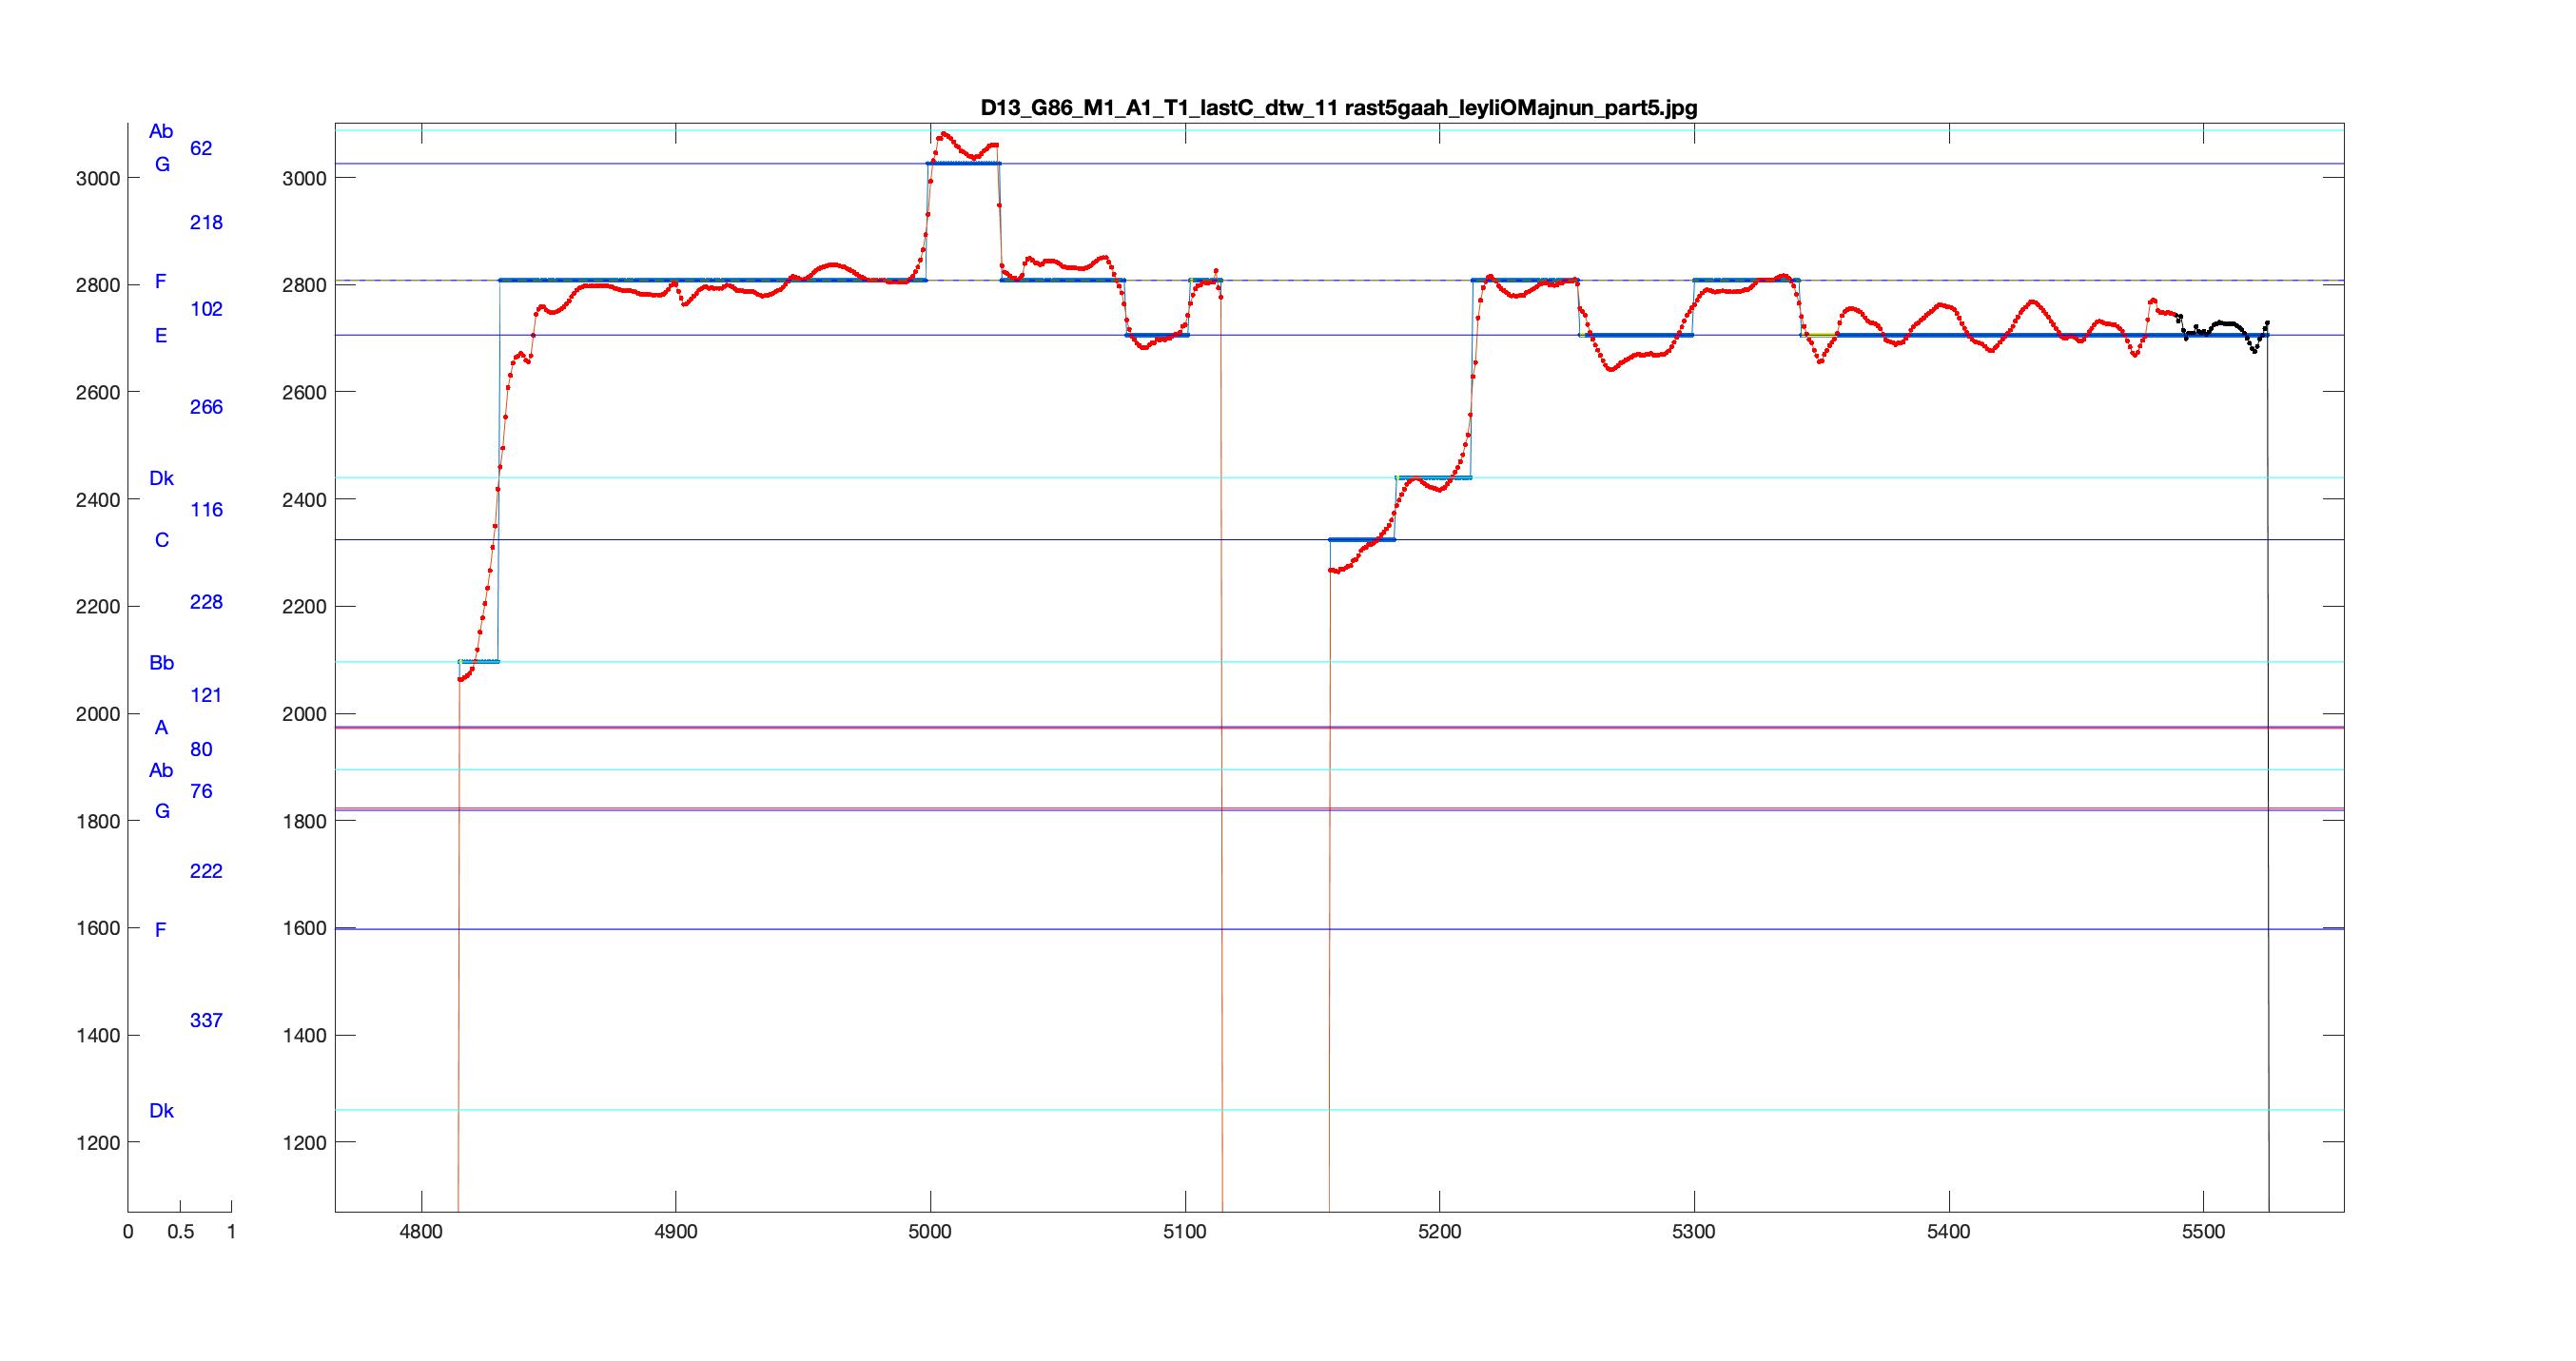 D13_G86_M1_A1_T1_lastC_dtw_11 rast5gaah_leyliOMajnun_part5.jpg
Ab
62
G
3000
3000
218
F
2800
2800
102
E
2600
2600
266
Dk
2400
2400
116
C
228
2200
2200
Bb
121
2000
2000
A
80
Ab
76
G
1800
1800
222
F
1600
1600
337
1400
1400
Dk
1200
1200
0 0.5 1
4800 4900 5000 5100 5200 5300 5400 5500